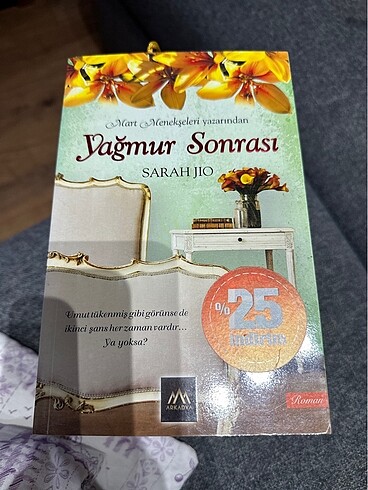 Mart Menekşeleri yazarından
Yağmur Sonrası
SARAH JIO
Umut tükenmiş gibi görünse de
ikinci şans her zaman vardır...
Ya yoksa?
%25
indirim
ARKADYA
Roman